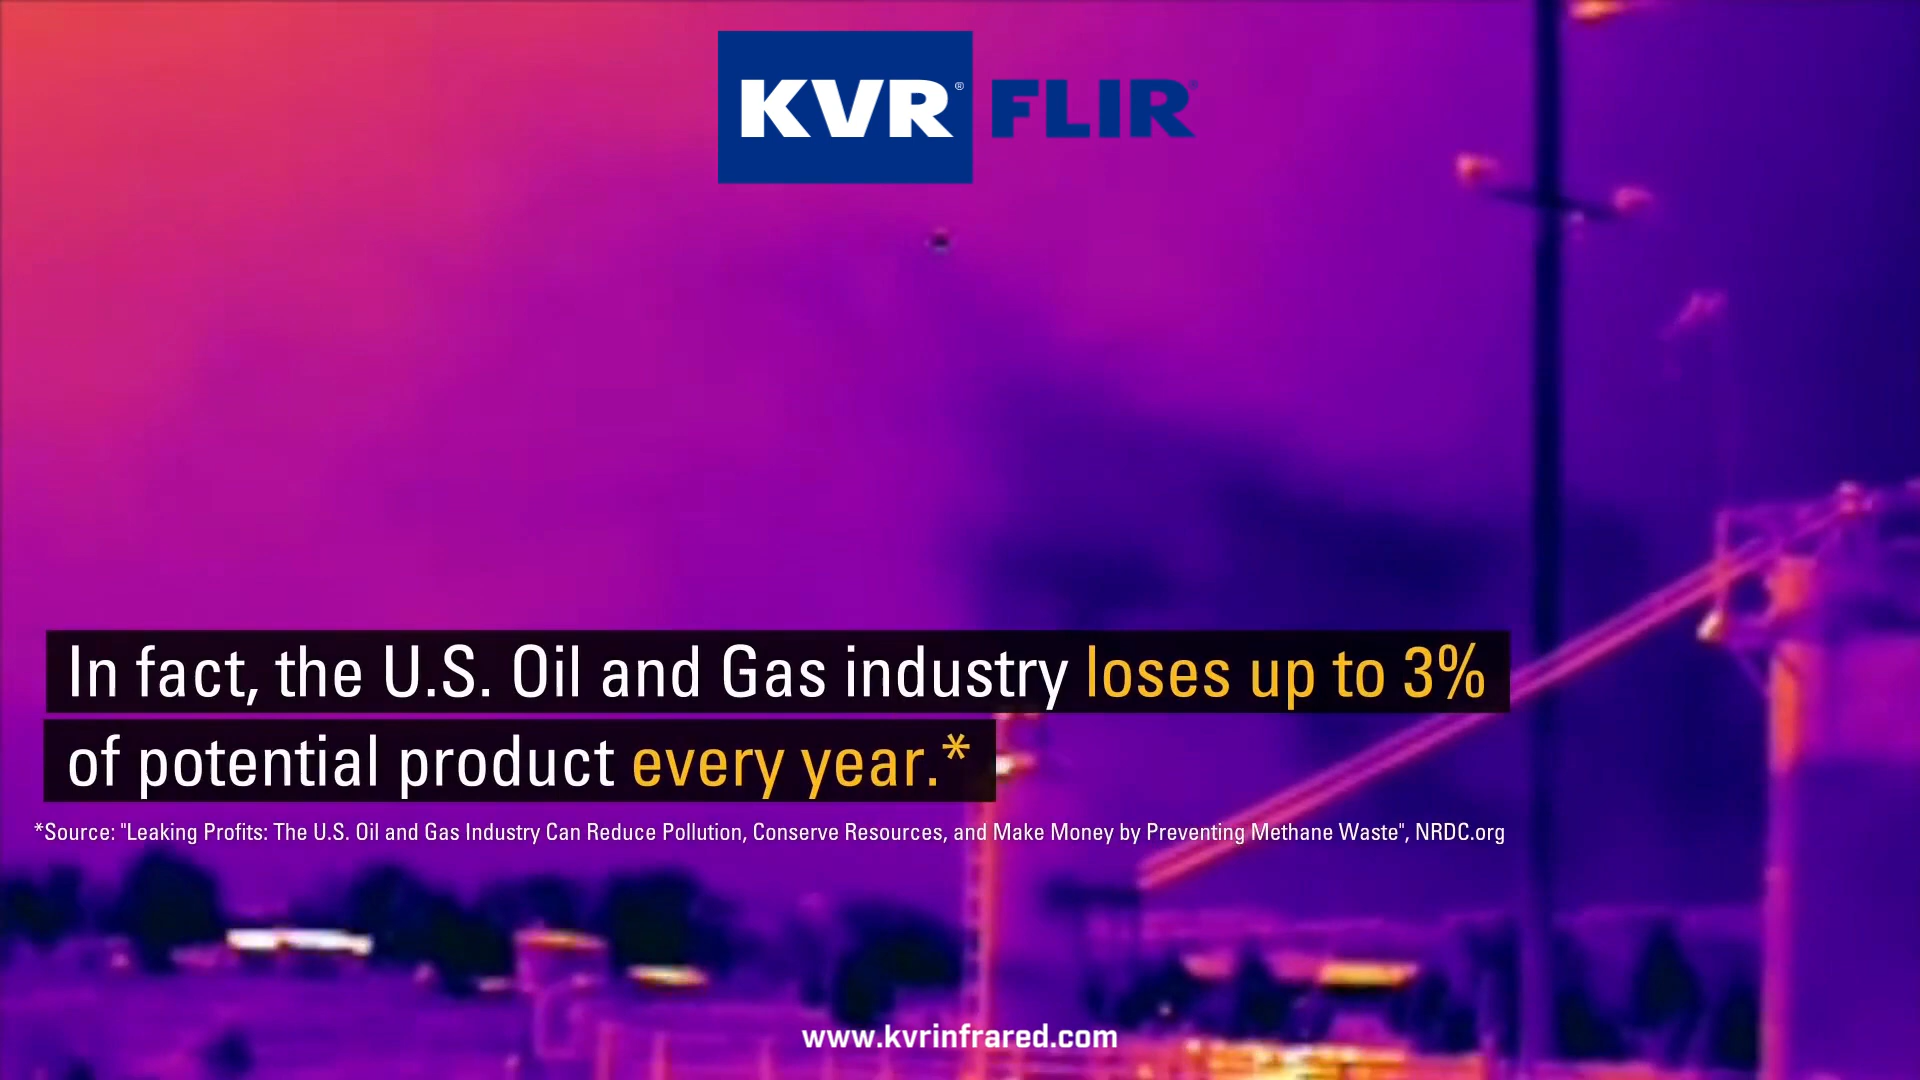 KVR® FLIR®
In fact, the U.S. Oil and Gas industry loses up to 3%
of potential product every year.*
*Source: "Leaking Profits: The U.S. Oil and Gas Industry Can Reduce Pollution, Conserve Resources, and Make Money by Preventing Methane Waste", NRDC.org
www.kvrinfrared.com